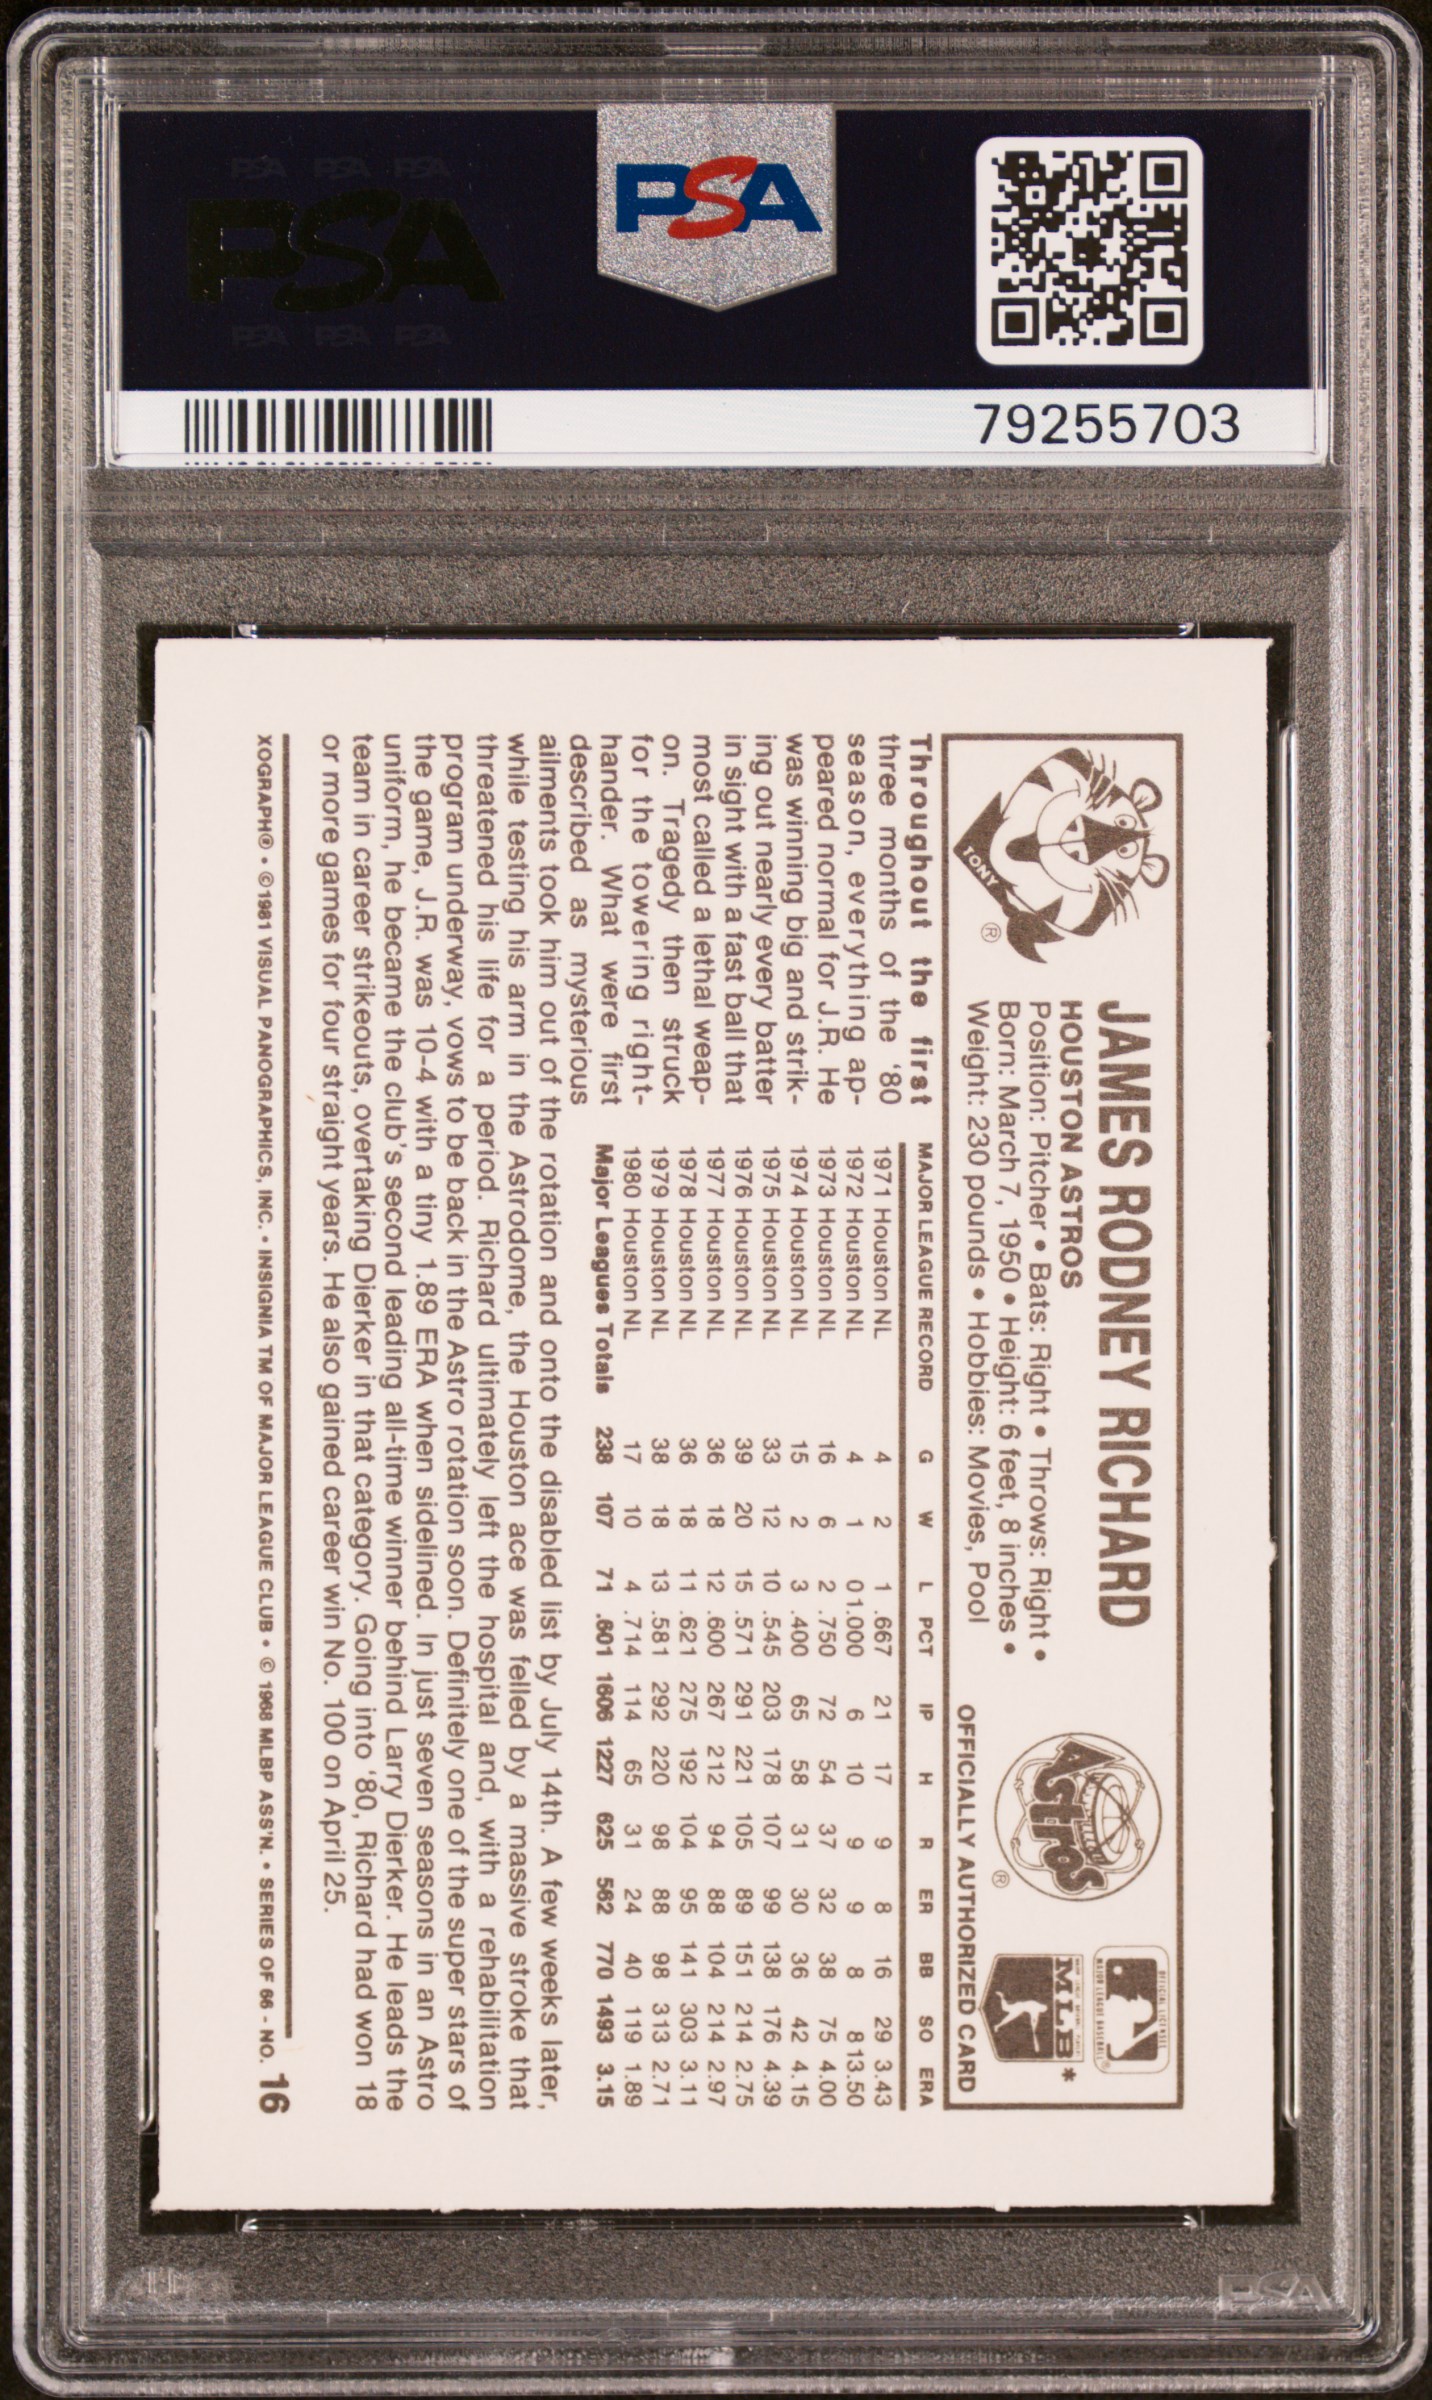 PSA PSA PSA
PSA
PSA PSA PSA
PSA
79255703
TONY
®
JAMES RODNEY RICHARD
HOUSTON ASTROS
Position: Pitcher • Bats: Right • Throws: Right •
Born: March 7, 1950 • Height: 6 feet, 8 inches •
Weight: 230 pounds • Hobbies: Movies, Pool
Astros
®
MLB*
OFFICIALLY AUTHORIZED CARD
Throughout the first
three months of the '80
season, everything ap-
peared normal for J.R. He
was winning big and strik-
ing out nearly every batter
in sight with a fast ball that
most called a lethal weap-
on. Tragedy then struck
for the towering right-
hander. What were first
described as mysterious
ailments took him out of the rotation and onto the disabled list by July 14th. A few weeks later,
while testing his arm in the Astrodome, the Houston ace was felled by a massive stroke that
threatened his life for a period. Richard ultimately left the hospital and, with a rehabilitation
program underway, vows to be back in the Astro rotation soon. Definitely one of the super stars of
the game, J.R. was 10-4 with a tiny 1.89 ERA when sidelined. In just seven seasons in an Astro
uniform, he became the club's second leading all-time winner behind Larry Dierker. He leads the
team in career strikeouts, overtaking Dierker in that category. Going into '80, Richard had won 18
or more games for four straight years. He also gained career win No. 100 on April 25.
MAJOR LEAGUE RECORD G W L PCT IP H R ER BB SO ERA
1971 Houston NL 4 2 1 .667 21 17 9 8 16 29 3.43
1972 Houston NL 4 1 0 1.000 6 10 9 9 8 8 13.50
1973 Houston NL 16 6 2 .750 72 54 37 32 38 75 4.00
1974 Houston NL 15 2 3 .400 65 58 31 30 36 42 4.15
1975 Houston NL 33 12 10 .545 203 178 107 99 138 176 4.39
1976 Houston NL 39 20 15 .571 291 221 105 89 151 214 2.75
1977 Houston NL 36 18 12 .600 267 212 94 88 104 214 2.97
1978 Houston NL 36 18 11 .621 275 192 104 95 141 303 3.11
1979 Houston NL 38 18 13 .581 292 220 98 88 98 313 2.71
1980 Houston NL 17 10 4 .714 114 65 31 24 40 119 1.89
Major Leagues Totals 238 107 71 .601 1606 1227 625 562 770 1493 3.15
XOGRAPH® • ©1981 VISUAL PANOGRAPHICS, INC. • INSIGNIA TM OF MAJOR LEAGUE CLUB • © 1968 MLBP ASS'N. • SERIES OF 66 - NO. 16
PSA